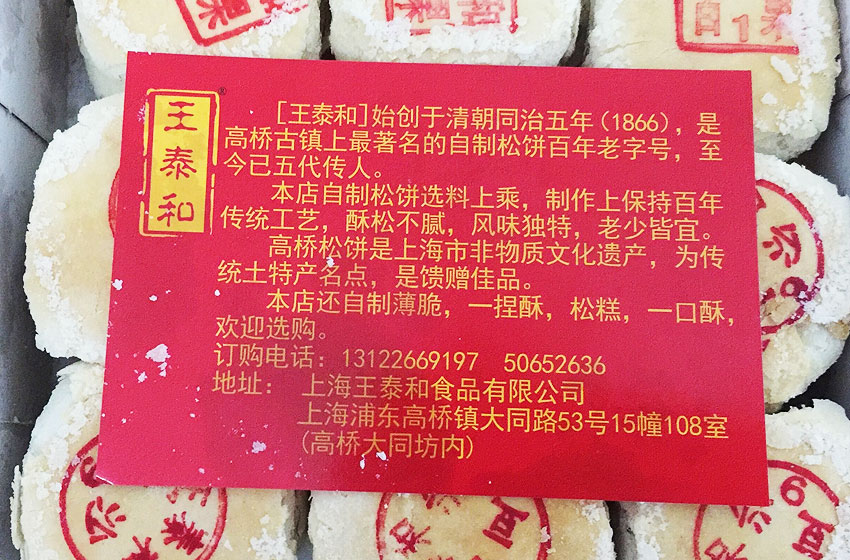 果
和果
百1果
王泰和®
[王泰和]始创于清朝同治五年(1866)，是
高桥古镇上最著名的自制松饼百年老字号，至
今已五代传人。
本店自制松饼选料上乘，制作上保持百年
传统工艺，酥松不腻，风味独特，老少皆宜。
高桥松饼是上海市非物质文化遗产，为传
统土特产名点，是馈赠佳品。
本店还自制薄脆，一捏酥，松糕，一口酥，
欢迎选购。
订购电话：13122669197 50652636
地址： 上海王泰和食品有限公司
上海浦东高桥镇大同路53号15幢108室
(高桥大同坊内)